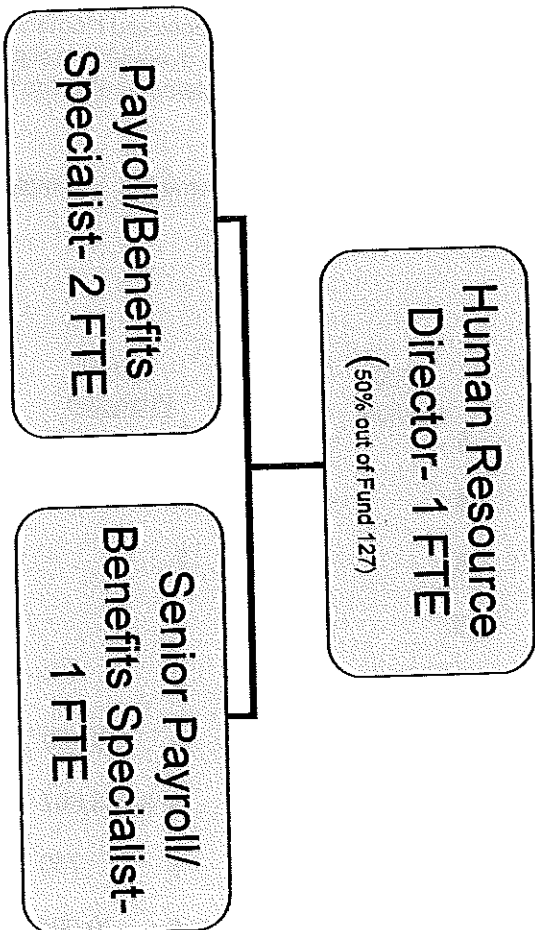 Human Resource
Director- 1 FTE
(50% out of Fund 127)
Payroll/Benefits
Specialist- 2 FTE
Senior Payroll/
Benefits Specialist-
1 FTE